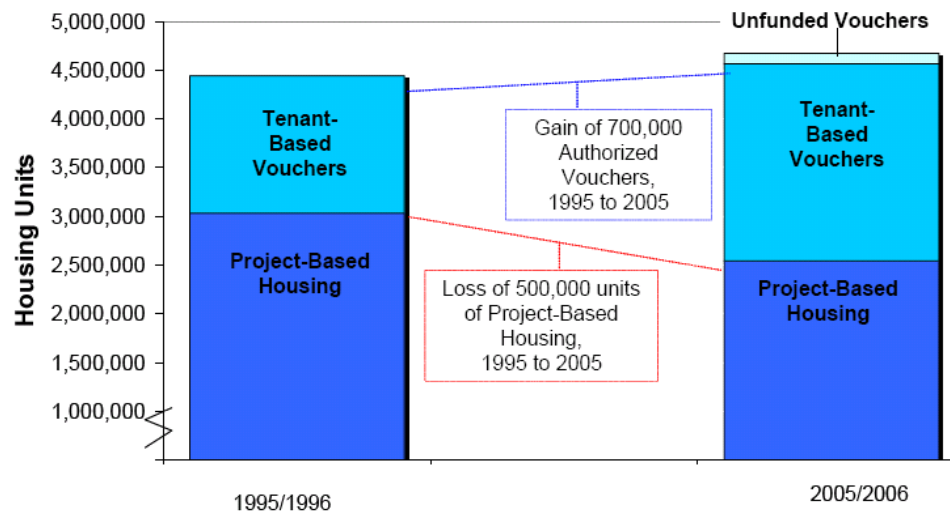 Housing Units
5,000,000
4,500,000
4,000,000
3,500,000
3,000,000
2,500,000
2,000,000
1,500,000
1,000,000
Tenant-
Based
Vouchers
Project-Based
Housing
Gain of 700,000
Authorized
Vouchers,
1995 to 2005
Loss of 500,000 units
of Project-Based
Housing,
1995 to 2005
Unfunded Vouchers
Tenant-
Based
Vouchers
Project-Based
Housing
1995/1996
2005/2006